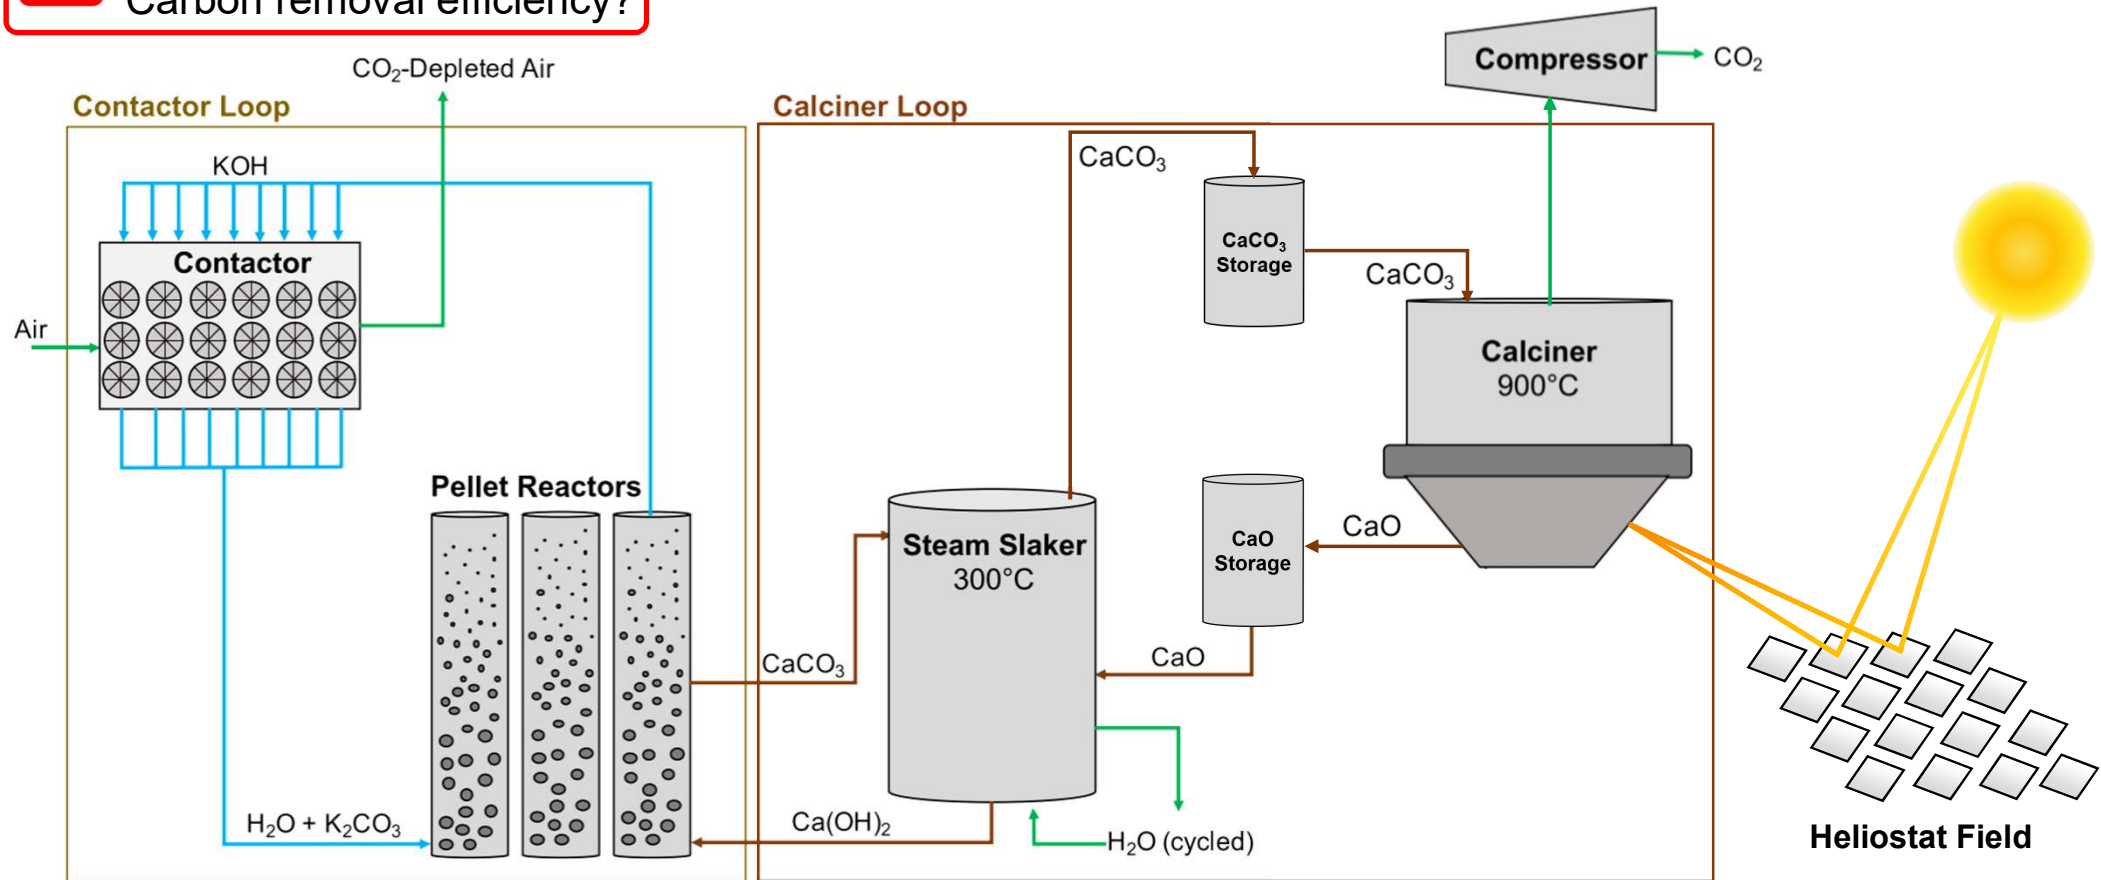 Carbon removal efficiency?
CO₂-Depleted Air
Contactor Loop
KOH
Contactor
Air
Pellet Reactors
H₂O + K₂CO₃
Calciner Loop
CaCO₃
CaCO₃
Storage
CaCO₃
Compressor
CO₂
Calciner
900°C
Steam Slaker
300°C
CaO
Storage
CaO
CaO
CaCO₃
Ca(OH)₂
H₂O (cycled)
Heliostat Field